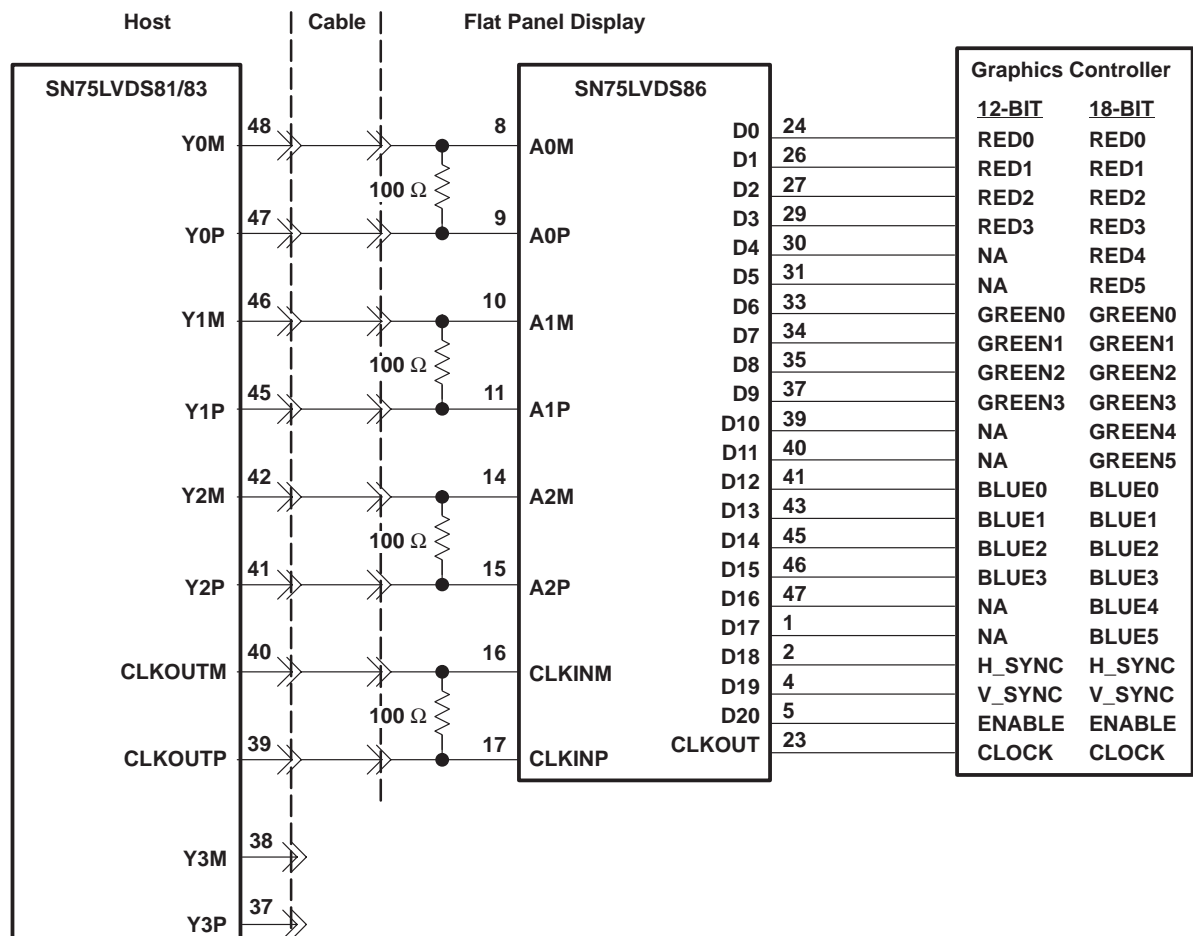 Host Cable Flat Panel Display
SN75LVDS81/83
Y0M 48
Y0P 47
Y1M 46
Y1P 45
Y2M 42
Y2P 41
CLKOUTM 40
CLKOUTP 39
Y3M 38
Y3P 37
100 Ω
100 Ω
100 Ω
100 Ω
SN75LVDS86
8 A0M
9 A0P
10 A1M
11 A1P
14 A2M
15 A2P
16 CLKINM
17 CLKINP
D0 24
D1 26
D2 27
D3 29
D4 30
D5 31
D6 33
D7 34
D8 35
D9 37
D10 39
D11 40
D12 41
D13 43
D14 45
D15 46
D16 47
D17 1
D18 2
D19 4
D20 5
CLKOUT 23
Graphics Controller
12-BIT 18-BIT
RED0 RED0
RED1 RED1
RED2 RED2
RED3 RED3
NA RED4
NA RED5
GREEN0 GREEN0
GREEN1 GREEN1
GREEN2 GREEN2
GREEN3 GREEN3
NA GREEN4
NA GREEN5
BLUE0 BLUE0
BLUE1 BLUE1
BLUE2 BLUE2
BLUE3 BLUE3
NA BLUE4
NA BLUE5
H_SYNC H_SYNC
V_SYNC V_SYNC
ENABLE ENABLE
CLOCK CLOCK